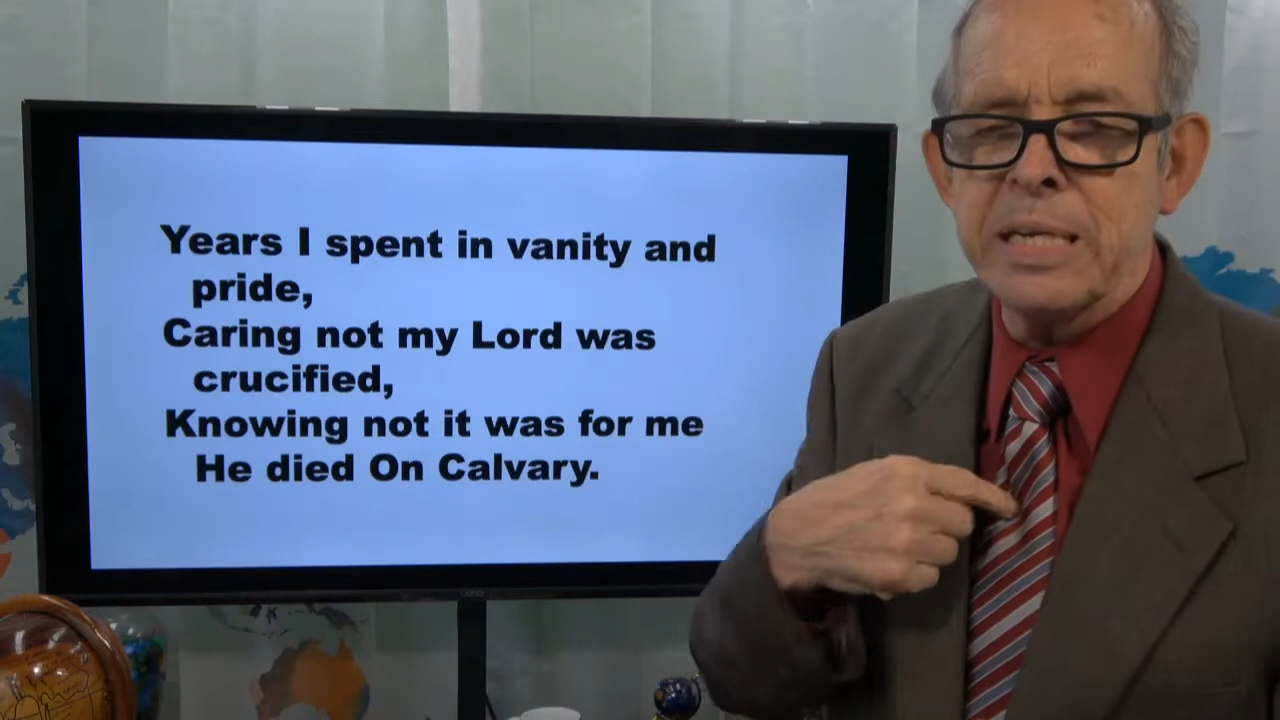 Years I spent in vanity and
pride,
Caring not my Lord was
crucified,
Knowing not it was for me
He died On Calvary.